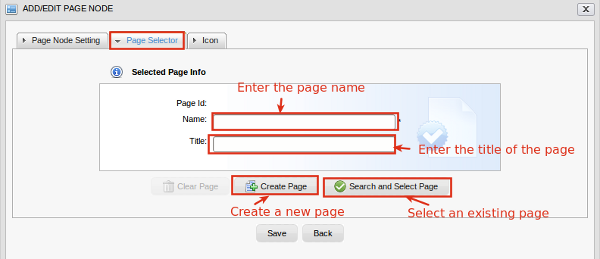 ADD/EDIT PAGE NODE
Page Node Setting Page Selector Icon
Selected Page Info
Enter the page name
Page Id:
Name:
Title:
Enter the title of the page
Clear Page Create Page Search and Select Page
Create a new page Select an existing page
Save Back